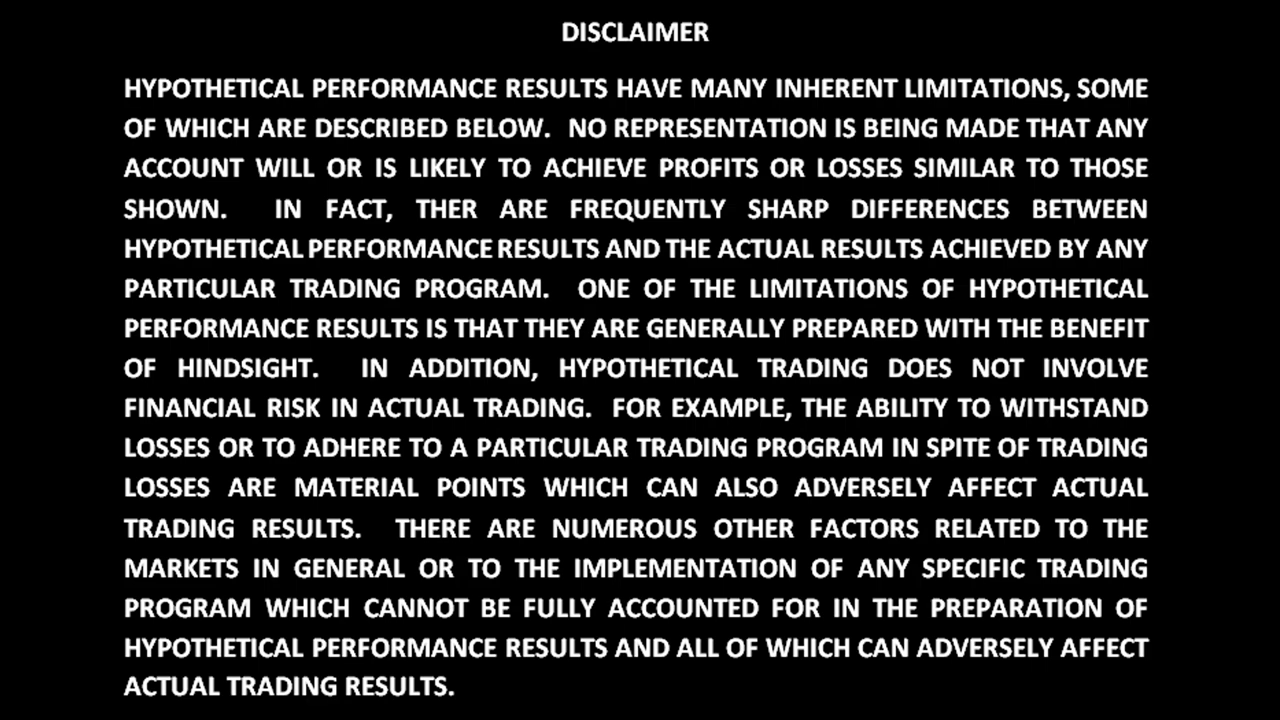 DISCLAIMER
HYPOTHETICAL PERFORMANCE RESULTS HAVE MANY INHERENT LIMITATIONS, SOME
OF WHICH ARE DESCRIBED BELOW. NO REPRESENTATION IS BEING MADE THAT ANY
ACCOUNT WILL OR IS LIKELY TO ACHIEVE PROFITS OR LOSSES SIMILAR TO THOSE
SHOWN. IN FACT, THER ARE FREQUENTLY SHARP DIFFERENCES BETWEEN
HYPOTHETICAL PERFORMANCE RESULTS AND THE ACTUAL RESULTS ACHIEVED BY ANY
PARTICULAR TRADING PROGRAM. ONE OF THE LIMITATIONS OF HYPOTHETICAL
PERFORMANCE RESULTS IS THAT THEY ARE GENERALLY PREPARED WITH THE BENEFIT
OF HINDSIGHT. IN ADDITION, HYPOTHETICAL TRADING DOES NOT INVOLVE
FINANCIAL RISK IN ACTUAL TRADING. FOR EXAMPLE, THE ABILITY TO WITHSTAND
LOSSES OR TO ADHERE TO A PARTICULAR TRADING PROGRAM IN SPITE OF TRADING
LOSSES ARE MATERIAL POINTS WHICH CAN ALSO ADVERSELY AFFECT ACTUAL
TRADING RESULTS. THERE ARE NUMEROUS OTHER FACTORS RELATED TO THE
MARKETS IN GENERAL OR TO THE IMPLEMENTATION OF ANY SPECIFIC TRADING
PROGRAM WHICH CANNOT BE FULLY ACCOUNTED FOR IN THE PREPARATION OF
HYPOTHETICAL PERFORMANCE RESULTS AND ALL OF WHICH CAN ADVERSELY AFFECT
ACTUAL TRADING RESULTS.